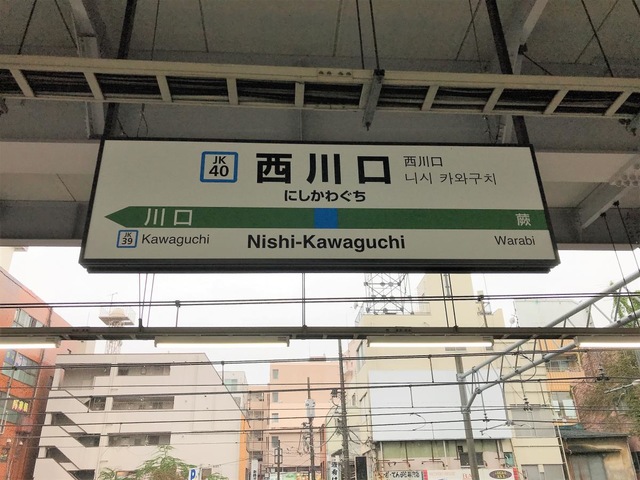 JK
40
西川口
西川口
니시 카와구치
にしかわぐち
川口
蕨
JK
39
Kawaguchi
Nishi-Kawaguchi
Warabi